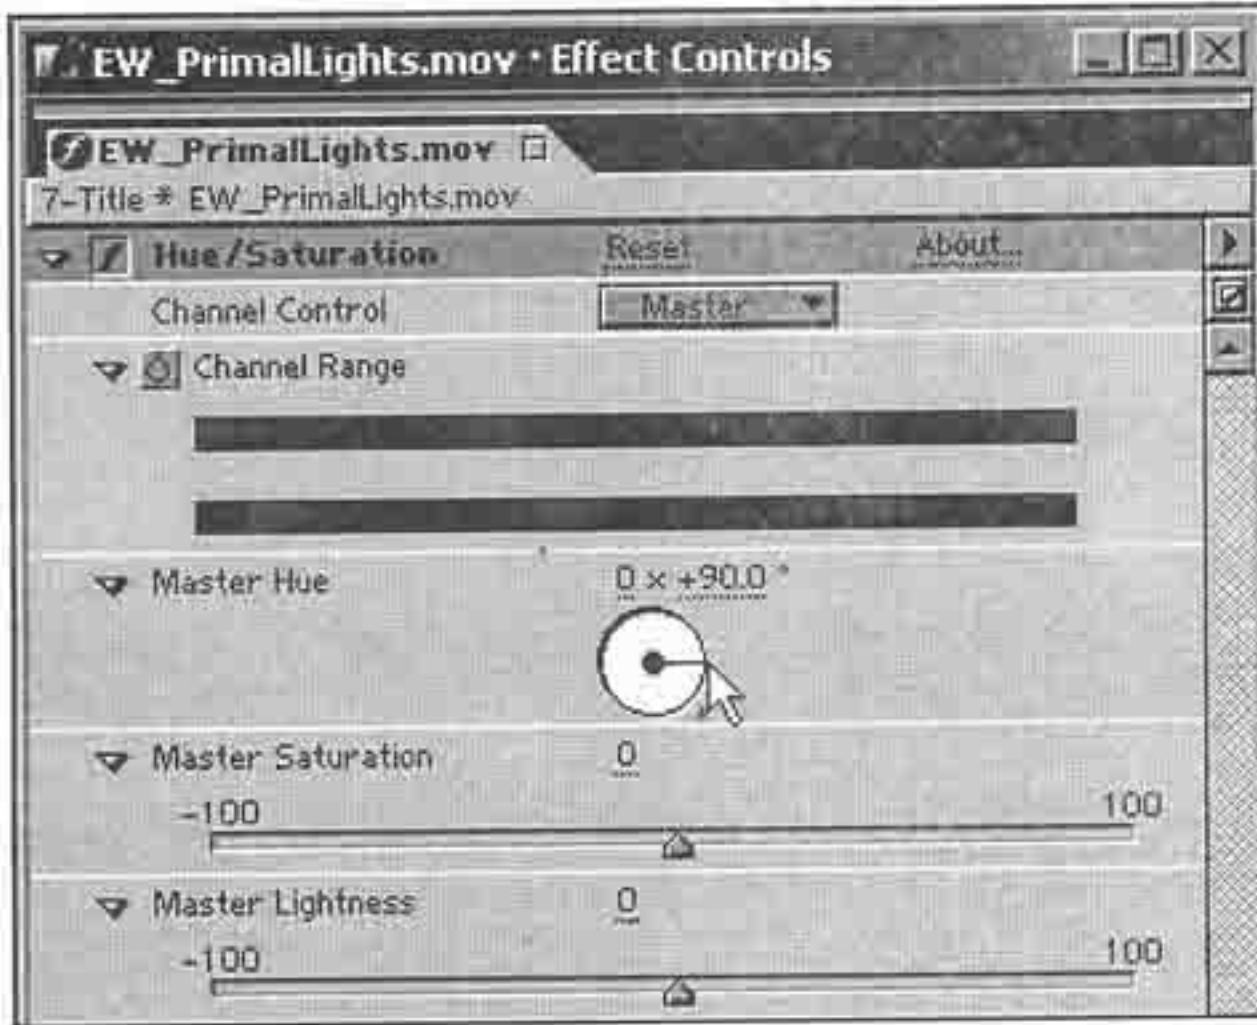 EW_PrimalLights.mov • Effect Controls
EW_PrimalLights.mov
7-Title * EW_PrimalLights.mov
Hue/Saturation Reset About...
Channel Control Master
Channel Range
Master Hue 0 x +90.0 °
Master Saturation 0
-100 100
Master Lightness 0
-100 100